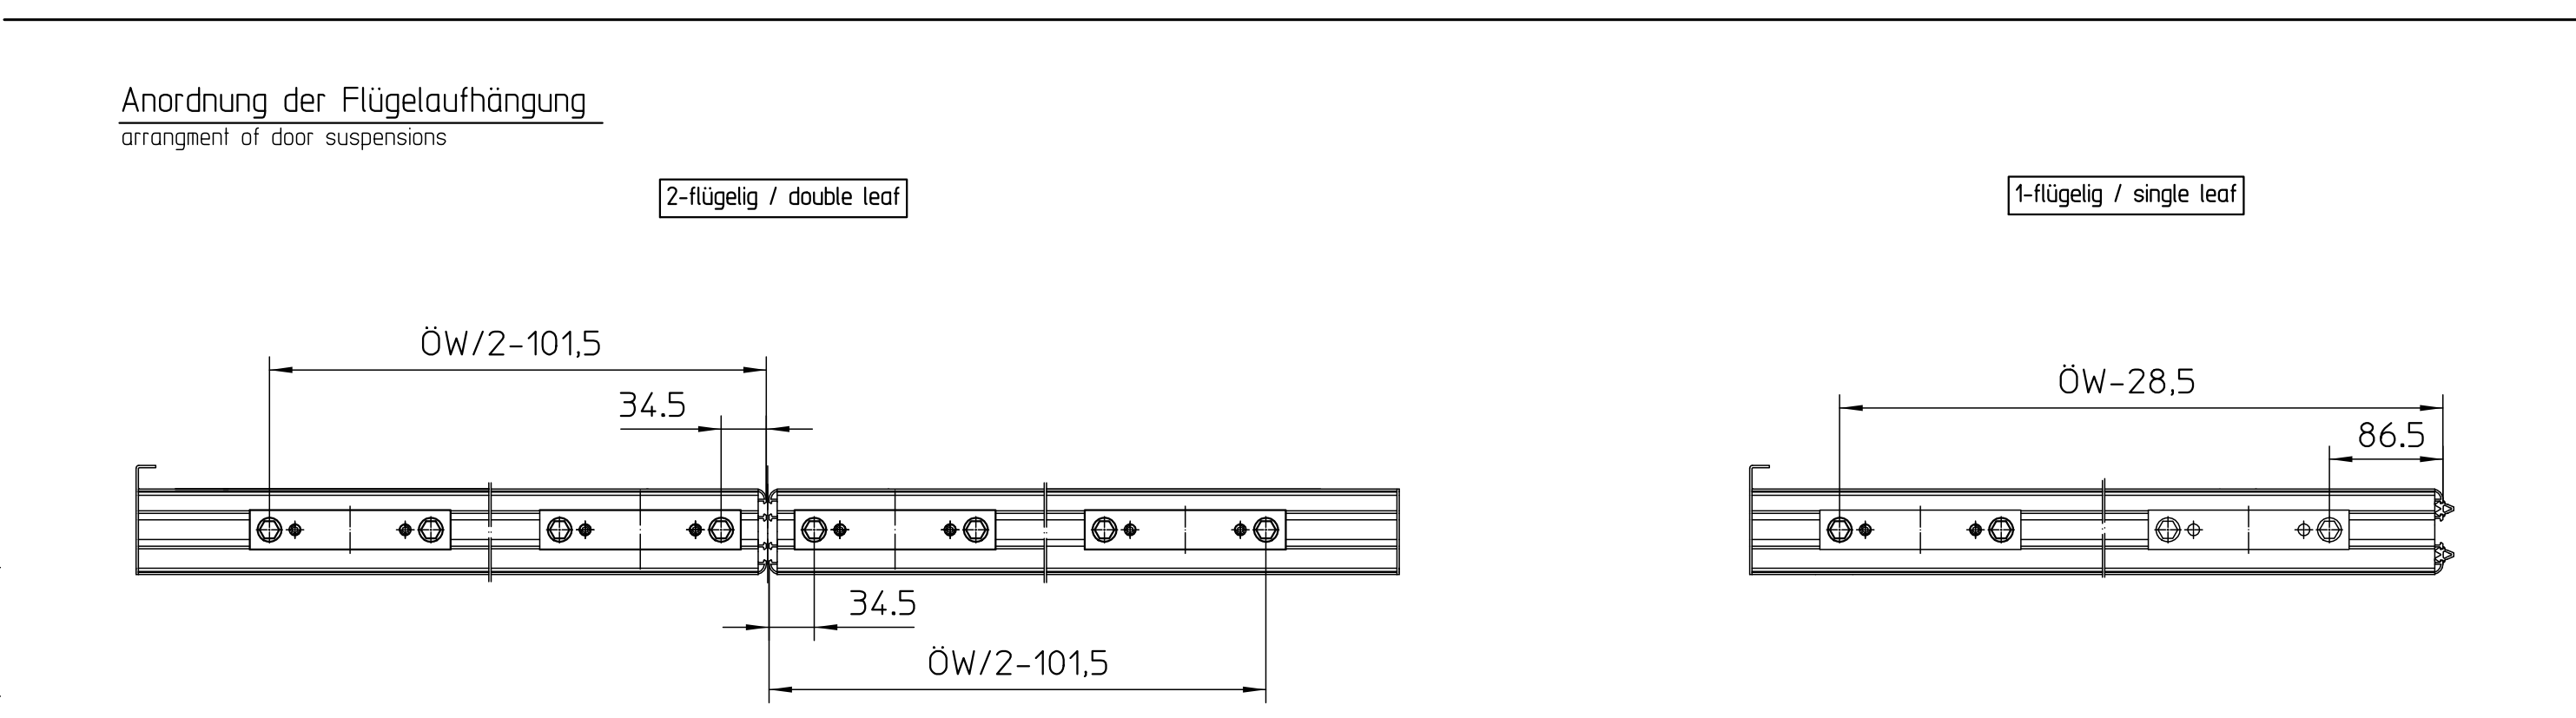 Anordnung der Flügelaufhängung
arrangment of door suspensions
2-flügelig / double leaf
1-flügelig / single leaf
ÖW/2-101,5
34.5
ÖW-28,5
86.5
34.5
ÖW/2-101,5